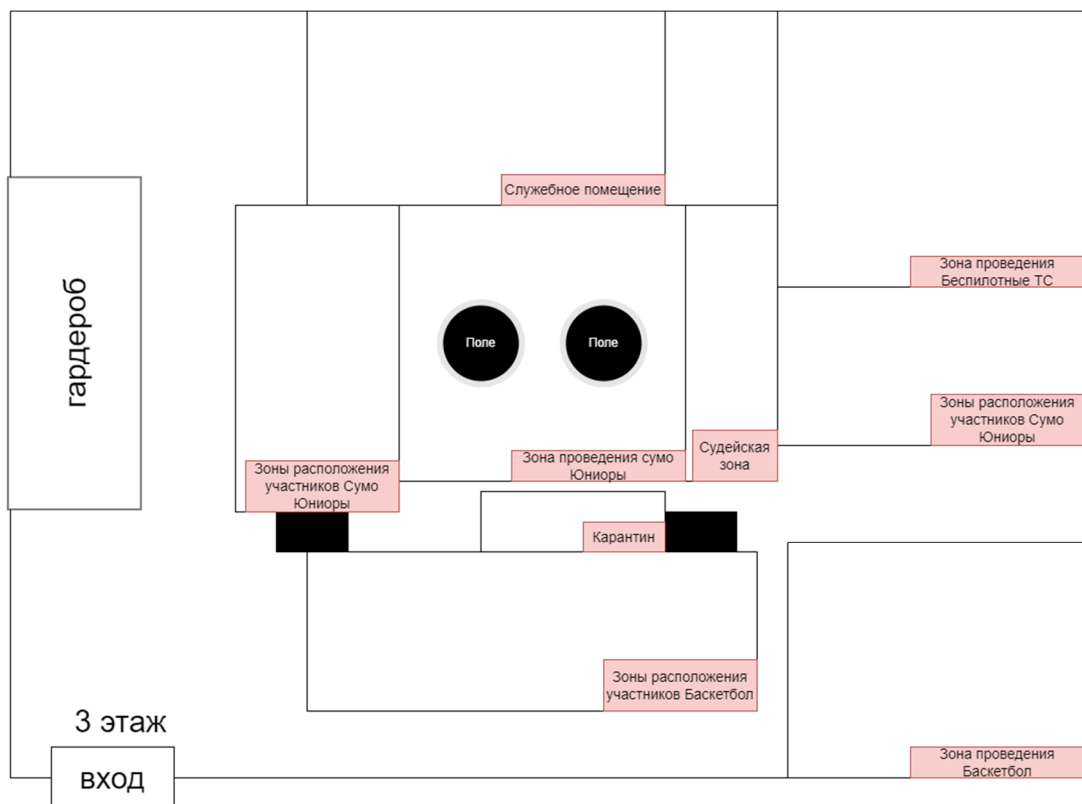 Служебное помещение
Зона проведения
Беспилотные ТС
гардероб
Поле
Поле
Зоны расположения
участников Сумо
Юниоры
Судейская
зона
Зона проведения сумо
Юниоры
Зоны расположения
участников Сумо
Юниоры
Карантин
Зоны расположения
участников Баскетбол
3 этаж
вход
Зона проведения
Баскетбол